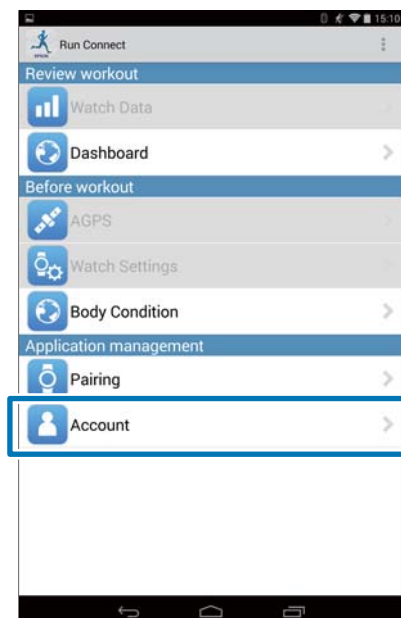 15:10
Run Connect
Review workout
Watch Data
Dashboard
Before workout
AGPS
Watch Settings
Body Condition
Application management
Pairing
Account